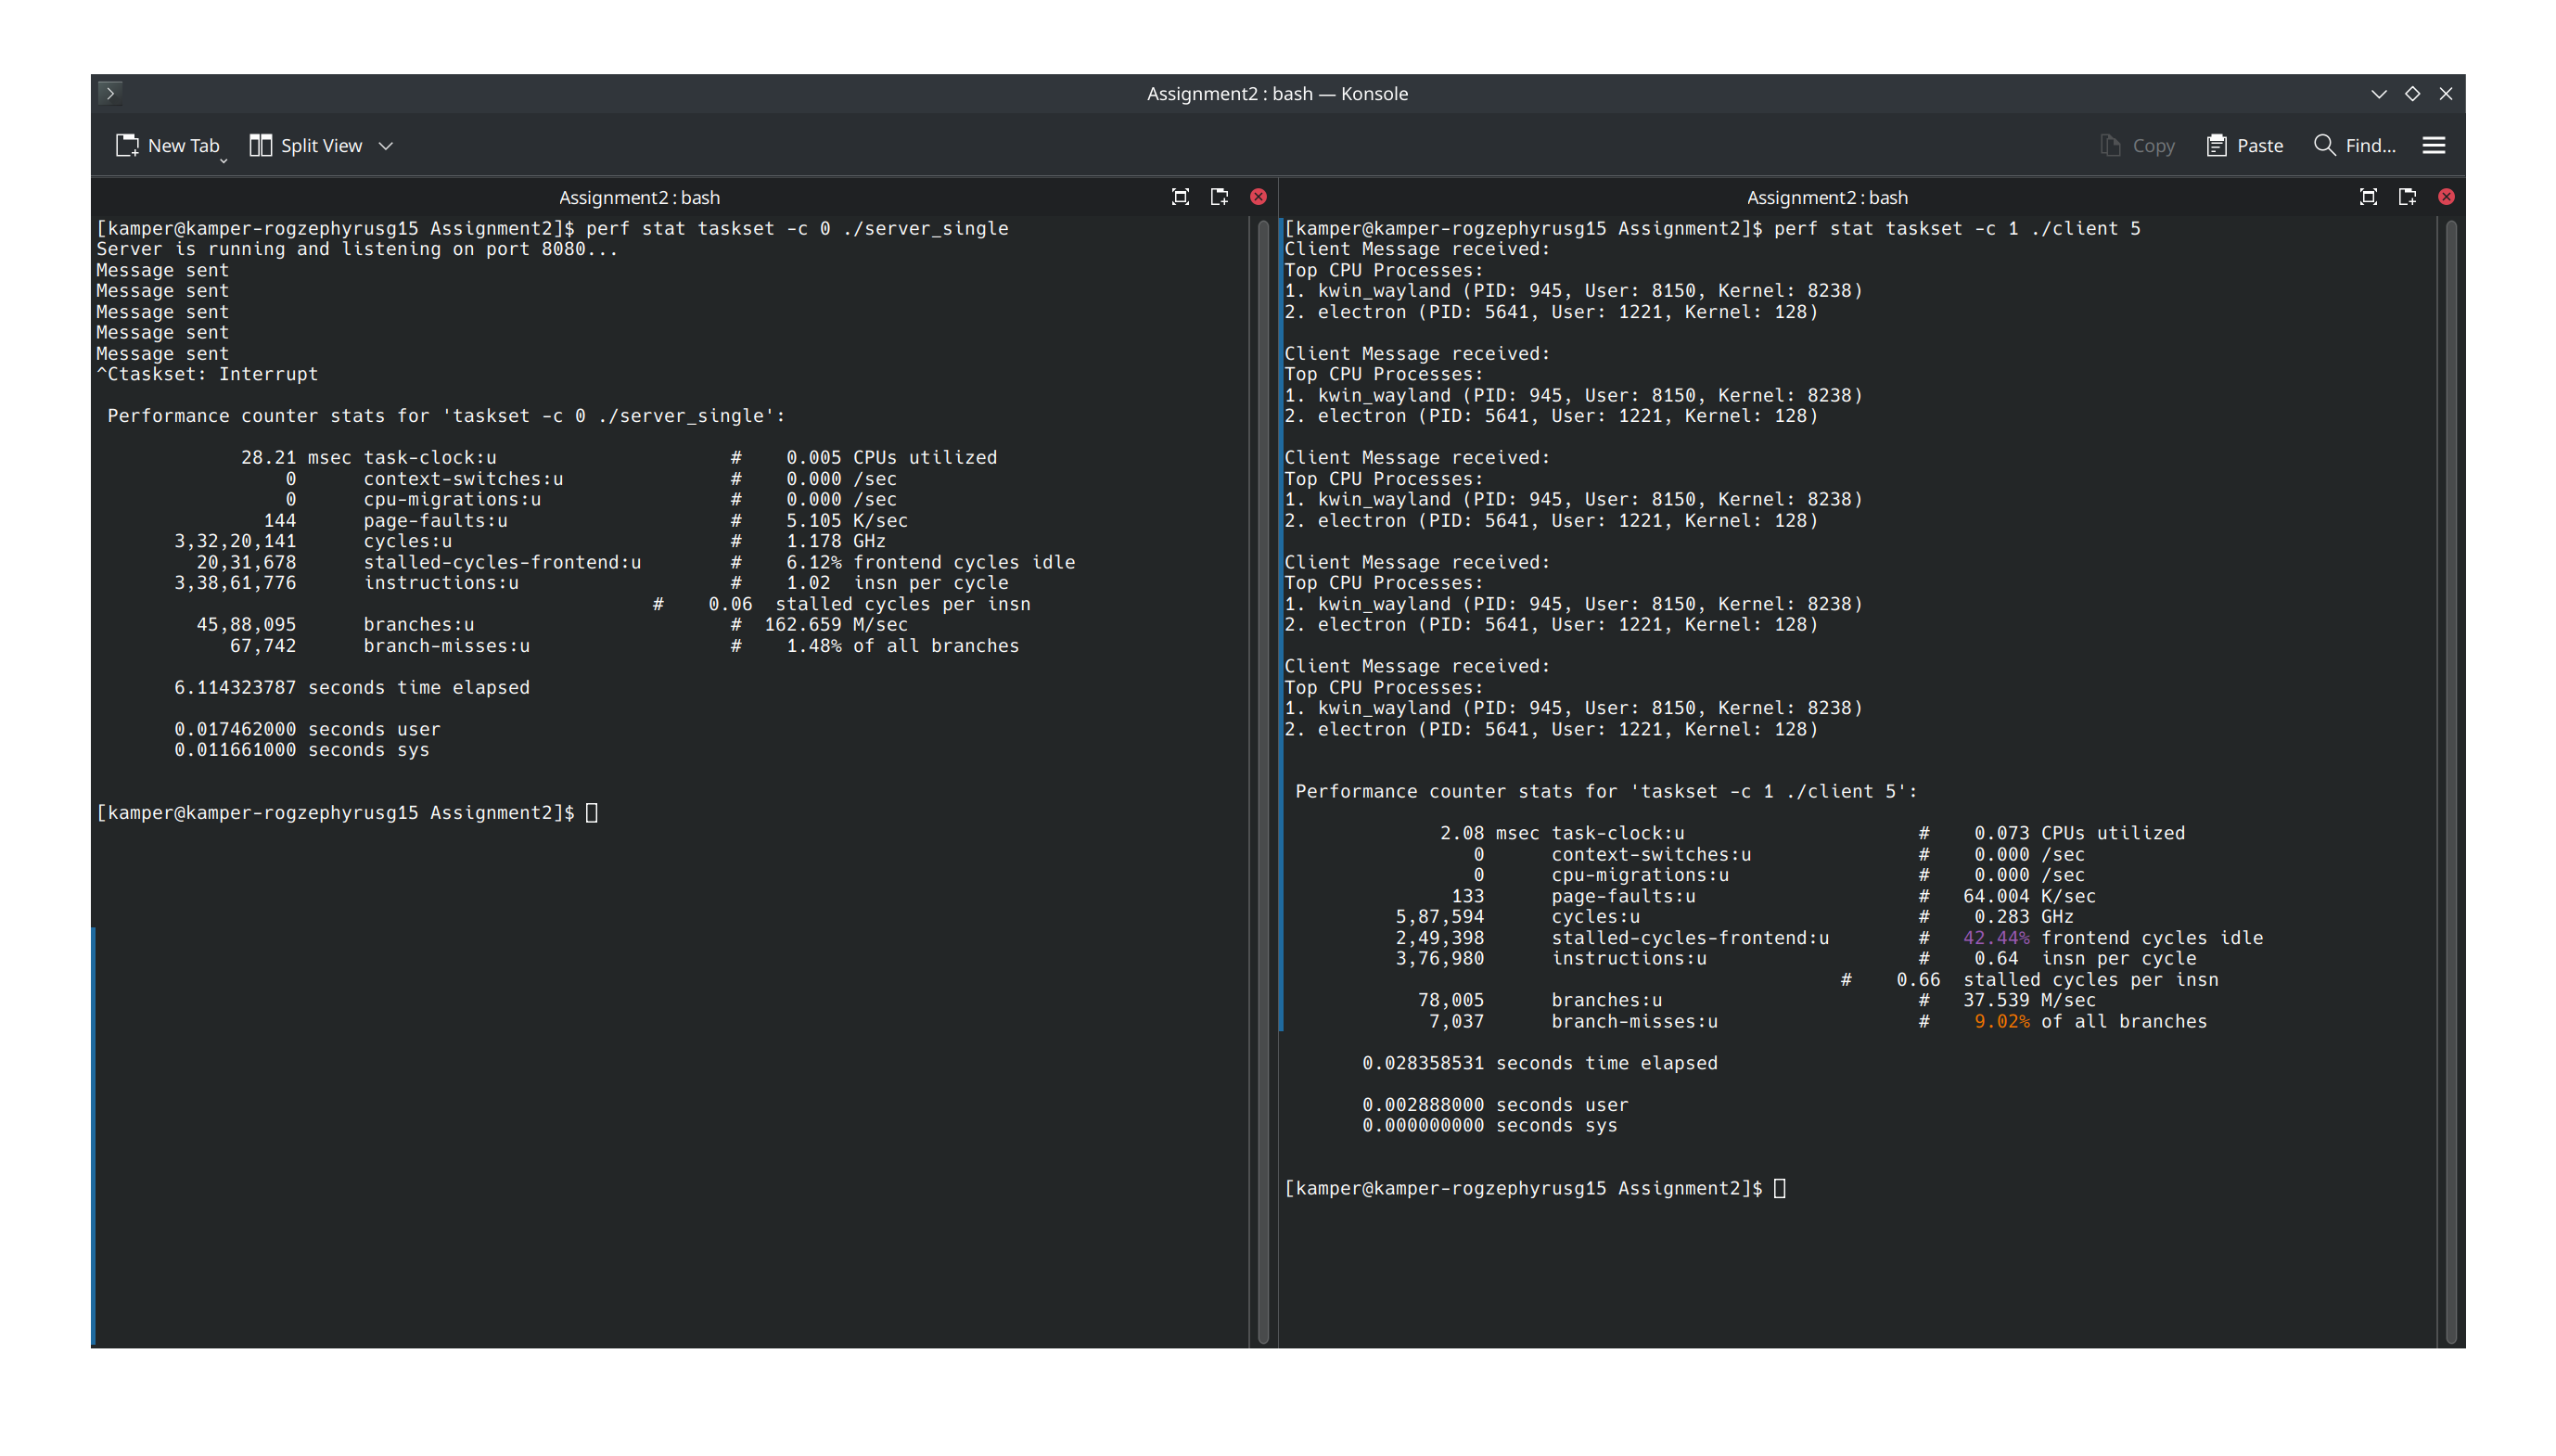 Assignment2 : bash — Konsole
New Tab
Split View
Copy
Paste
Find...
Assignment2 : bash
[kamper@kamper-rogzephyrusg15 Assignment2]$ perf stat taskset -c 0 ./server_single
Server is running and listening on port 8080...
Message sent
Message sent
Message sent
Message sent
Message sent
^Ctaskset: Interrupt
Performance counter stats for 'taskset -c 0 ./server_single':
28.21 msec task-clock:u # 0.005 CPUs utilized
0 context-switches:u # 0.000 /sec
0 cpu-migrations:u # 0.000 /sec
144 page-faults:u # 5.105 K/sec
3,32,20,141 cycles:u # 1.178 GHz
20,31,678 stalled-cycles-frontend:u # 6.12% frontend cycles idle
3,38,61,776 instructions:u # 1.02 insn per cycle
# 0.06 stalled cycles per insn
45,88,095 branches:u # 162.659 M/sec
67,742 branch-misses:u # 1.48% of all branches
6.114323787 seconds time elapsed
0.017462000 seconds user
0.011661000 seconds sys
[kamper@kamper-rogzephyrusg15 Assignment2]$
Assignment2 : bash
[kamper@kamper-rogzephyrusg15 Assignment2]$ perf stat taskset -c 1 ./client 5
Client Message received:
Top CPU Processes:
1. kwin_wayland (PID: 945, User: 8150, Kernel: 8238)
2. electron (PID: 5641, User: 1221, Kernel: 128)
Client Message received:
Top CPU Processes:
1. kwin_wayland (PID: 945, User: 8150, Kernel: 8238)
2. electron (PID: 5641, User: 1221, Kernel: 128)
Client Message received:
Top CPU Processes:
1. kwin_wayland (PID: 945, User: 8150, Kernel: 8238)
2. electron (PID: 5641, User: 1221, Kernel: 128)
Client Message received:
Top CPU Processes:
1. kwin_wayland (PID: 945, User: 8150, Kernel: 8238)
2. electron (PID: 5641, User: 1221, Kernel: 128)
Client Message received:
Top CPU Processes:
1. kwin_wayland (PID: 945, User: 8150, Kernel: 8238)
2. electron (PID: 5641, User: 1221, Kernel: 128)
Performance counter stats for 'taskset -c 1 ./client 5':
2.08 msec task-clock:u # 0.073 CPUs utilized
0 context-switches:u # 0.000 /sec
0 cpu-migrations:u # 0.000 /sec
133 page-faults:u # 64.004 K/sec
5,87,594 cycles:u # 0.283 GHz
2,49,398 stalled-cycles-frontend:u # 42.44% frontend cycles idle
3,76,980 instructions:u # 0.64 insn per cycle
# 0.66 stalled cycles per insn
78,005 branches:u # 37.539 M/sec
7,037 branch-misses:u # 9.02% of all branches
0.028358531 seconds time elapsed
0.002888000 seconds user
0.000000000 seconds sys
[kamper@kamper-rogzephyrusg15 Assignment2]$